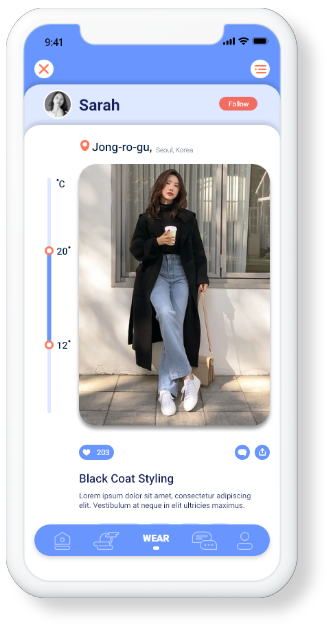 9:41
Sarah
Follow
Jong-ro-gu, Seoul, Korea
˚C
20˚
12˚
203
Black Coat Styling
Lorem ipsum dolor sit amet, consectetur adipiscing
elit. Vestibulum at neque in elit ultricies maximus.
WEAR